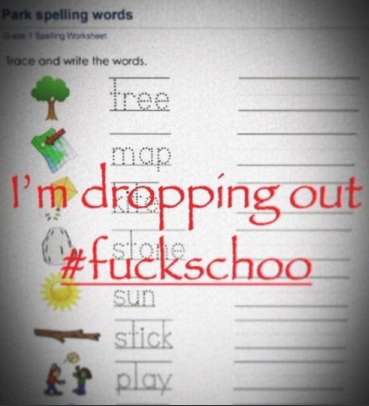 Park spelling words
Grade 1 Spelling Worksheet
Trace and write the words.
tree
map
I'm dropping out
kite
stone
#fuckschoo
sun
stick
play